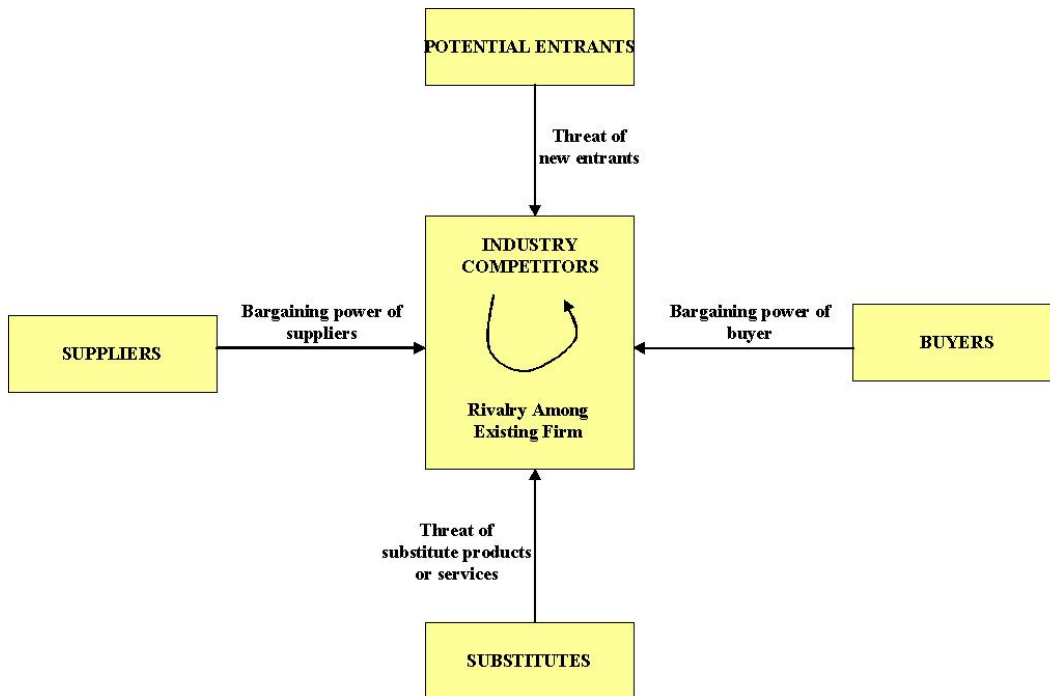 POTENTIAL ENTRANTS
Threat of
new entrants
INDUSTRY
COMPETITORS
Bargaining power of
suppliers
Bargaining power of
buyer
SUPPLIERS
BUYERS
Rivalry Among
Existing Firm
Threat of
substitute products
or services
SUBSTITUTES